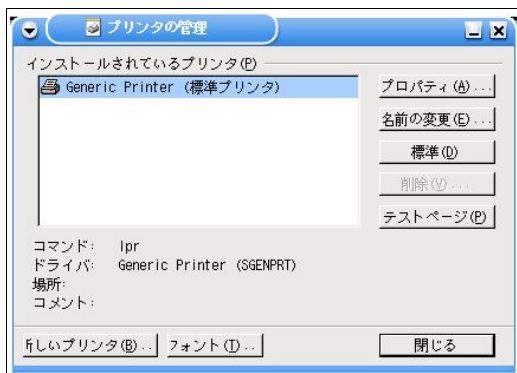 プリンタの管理
インストールされているプリンタ(P)
Generic Printer (標準プリンタ)
プロパティ(A)...
名前の変更(E)...
標準(D)
削除(V)...
テストページ(P)
コマンド: lpr
ドライバ: Generic Printer (SGENPRT)
場所:
コメント:
しいプリンタ(B)..
フォント(T)..
閉じる